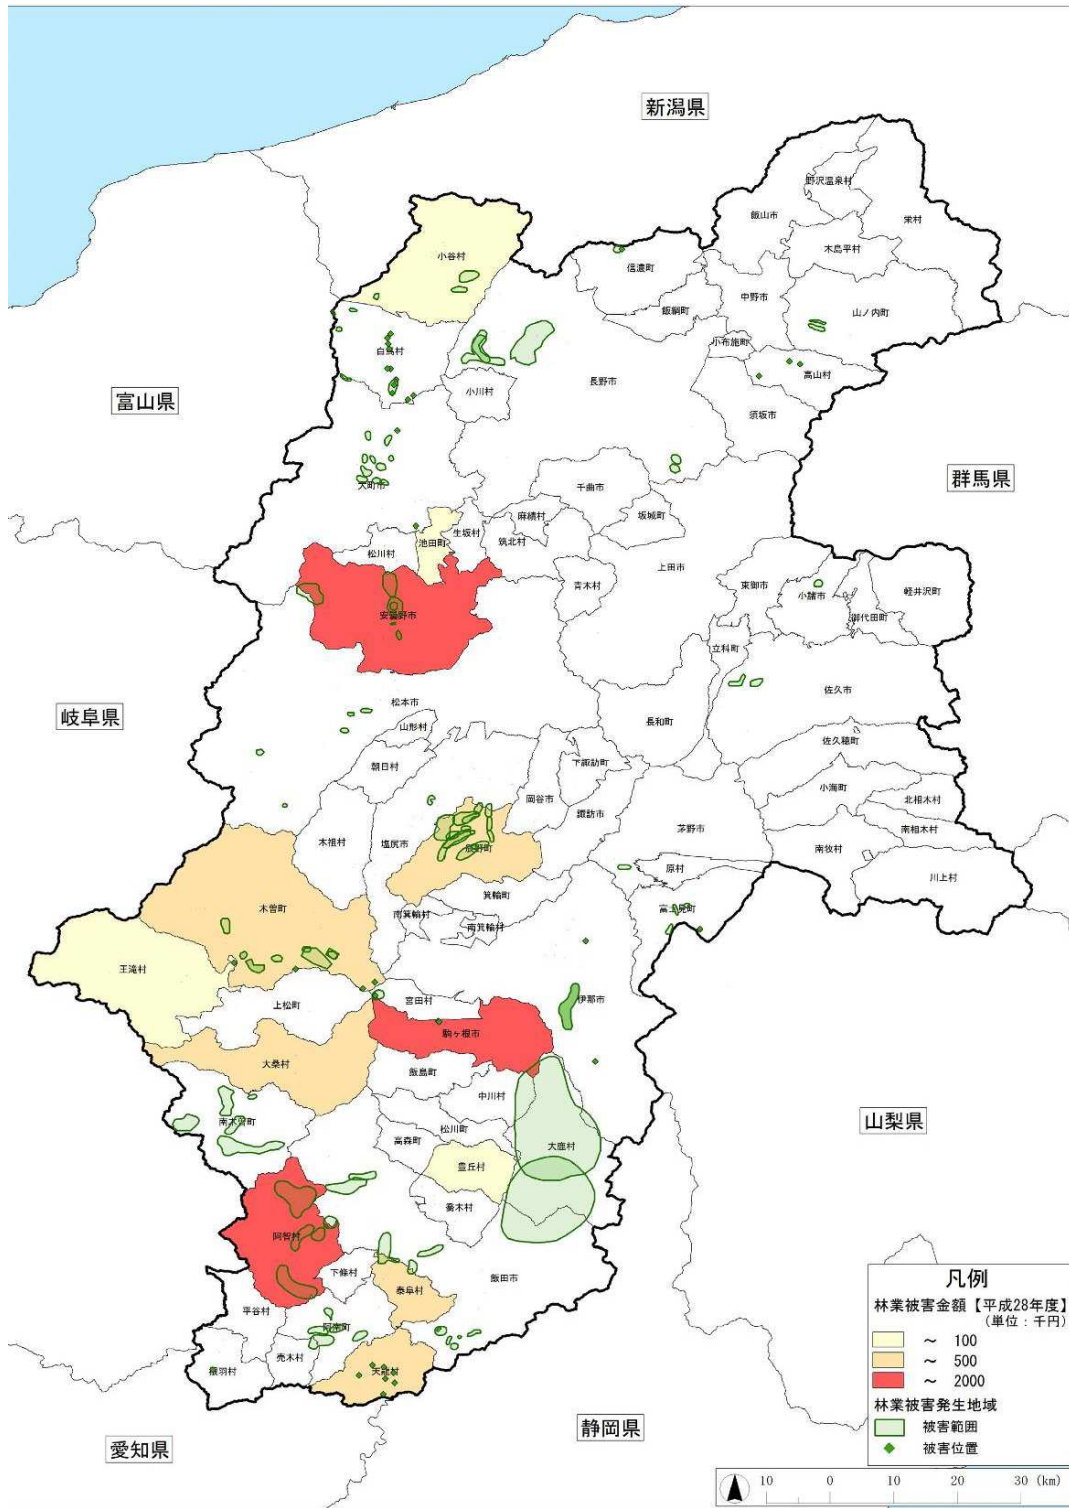 新潟県
野沢温泉村
飯山市
栄村
木島平村
小谷村
信濃町
中野市
飯綱町
山ノ内町
小布施町
白馬村
長野市
高山村
小川村
富山県
須坂市
群馬県
大町市
千曲市
麻績村
坂城町
生坂村
池田町
筑北村
松川村
上田市
青木村
東御市
軽井沢町
小諸市
御代田町
安曇野市
立科町
佐久市
松本市
岐阜県
長和町
山形村
佐久穂町
朝日村
下諏訪町
小海町
岡谷市
北相木村
諏訪市
木祖村
塩尻市
茅野市
南相木村
辰野町
南牧村
原村
川上村
箕輪町
木曽町
富士見町
南箕輪村
南箕輪村
王滝村
伊那市
宮田村
上松町
駒ヶ根市
大桑村
飯島町
中川村
南木曽町
松川町
山梨県
高森町
大鹿村
豊丘村
喬木村
阿智村
下條村
飯田市
泰阜村
平谷村
阿南町
売木村
根羽村
天龍村
静岡県
愛知県
凡例
林業被害金額【平成28年度】
(単位:千円)
～ 100
～ 500
～ 2000
林業被害発生地域
被害範囲
被害位置
10 0 10 20 30 (km)